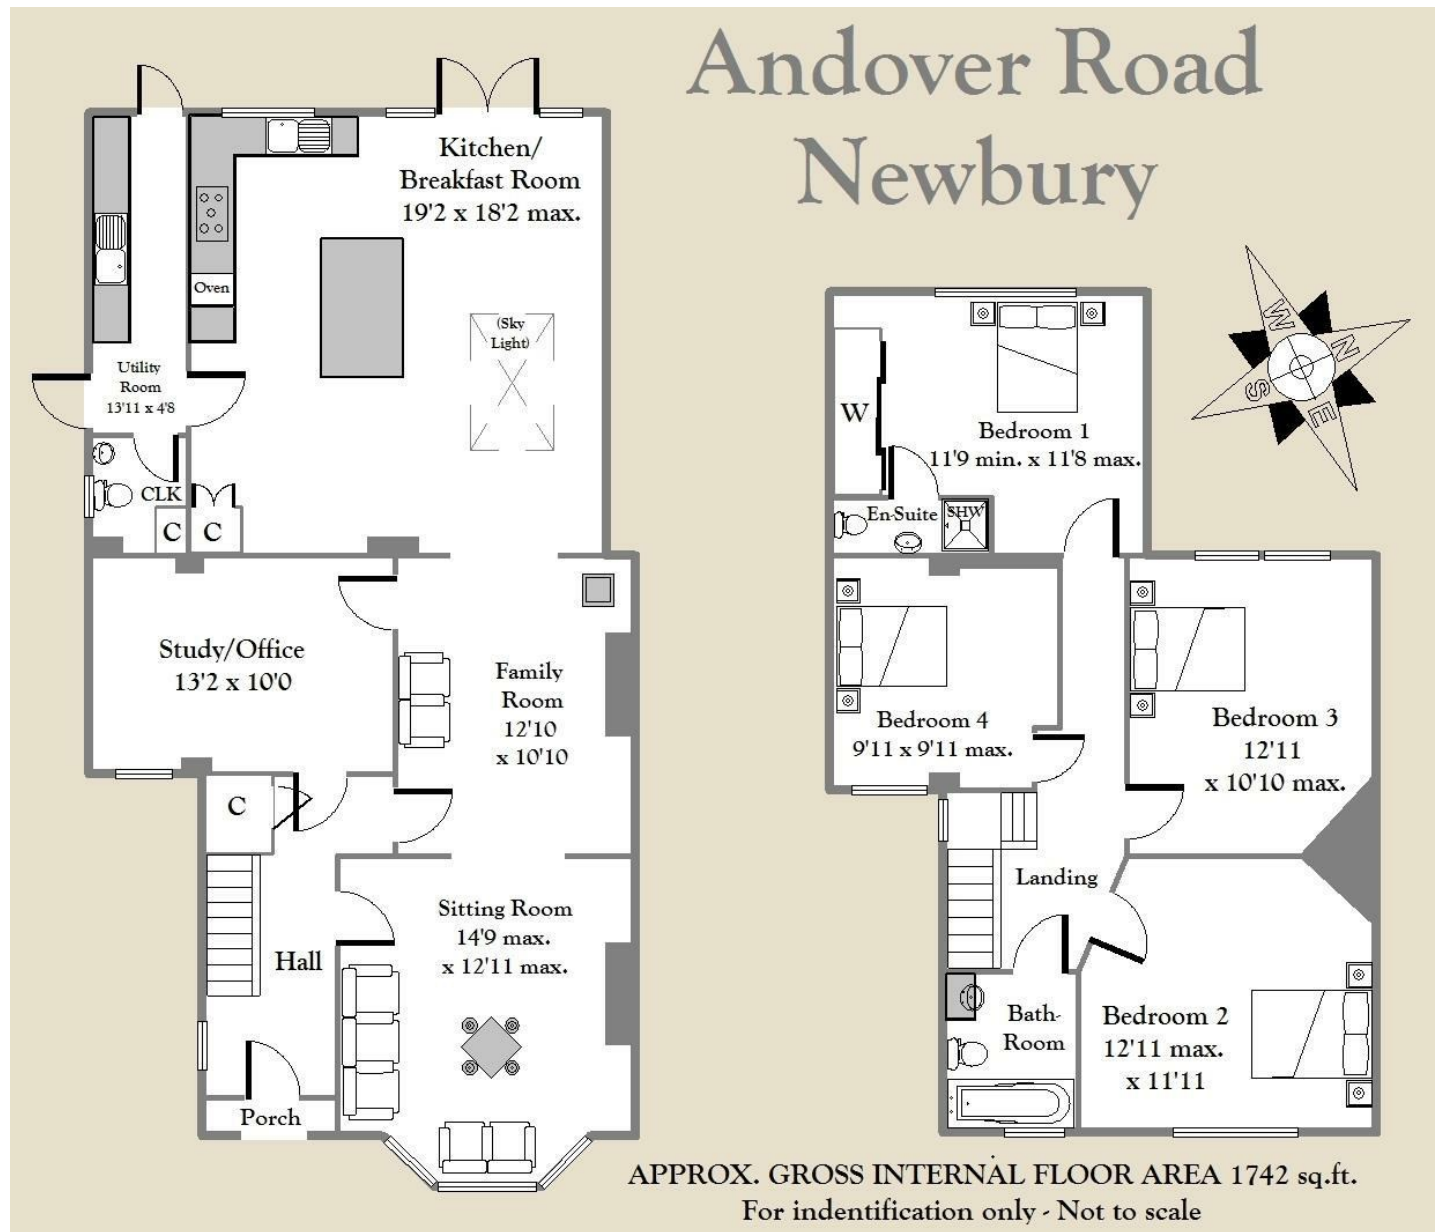 Andover Road
Newbury
Kitchen/
Breakfast Room
19'2 x 18'2 max.
Oven
(Sky
Light)
Utility
Room
13'11 x 4'8
CLK
C
C
Study/Office
13'2 x 10'0
Family
Room
12'10
x 10'10
C
Sitting Room
14'9 max.
x 12'11 max.
Hall
Porch
W
N
S
E
W
Bedroom 1
11'9 min. x 11'8 max.
En-Suite
SHW
Bedroom 4
9'11 x 9'11 max.
Bedroom 3
12'11
x 10'10 max.
Landing
Bath-
Room
Bedroom 2
12'11 max.
x 11'11
APPROX. GROSS INTERNAL FLOOR AREA 1742 sq.ft.
For indentification only - Not to scale